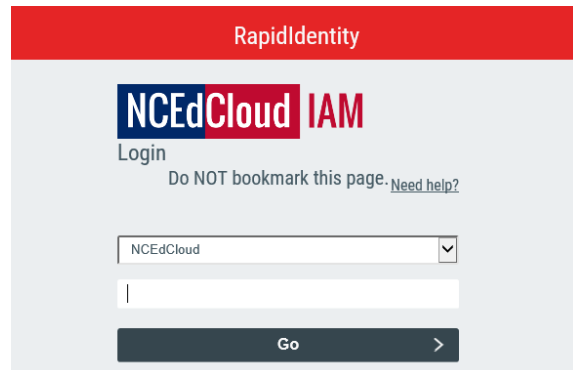 RapidIdentity
NCEdCloud IAM
Login
Do NOT bookmark this page. Need help?
NCEdCloud
Go